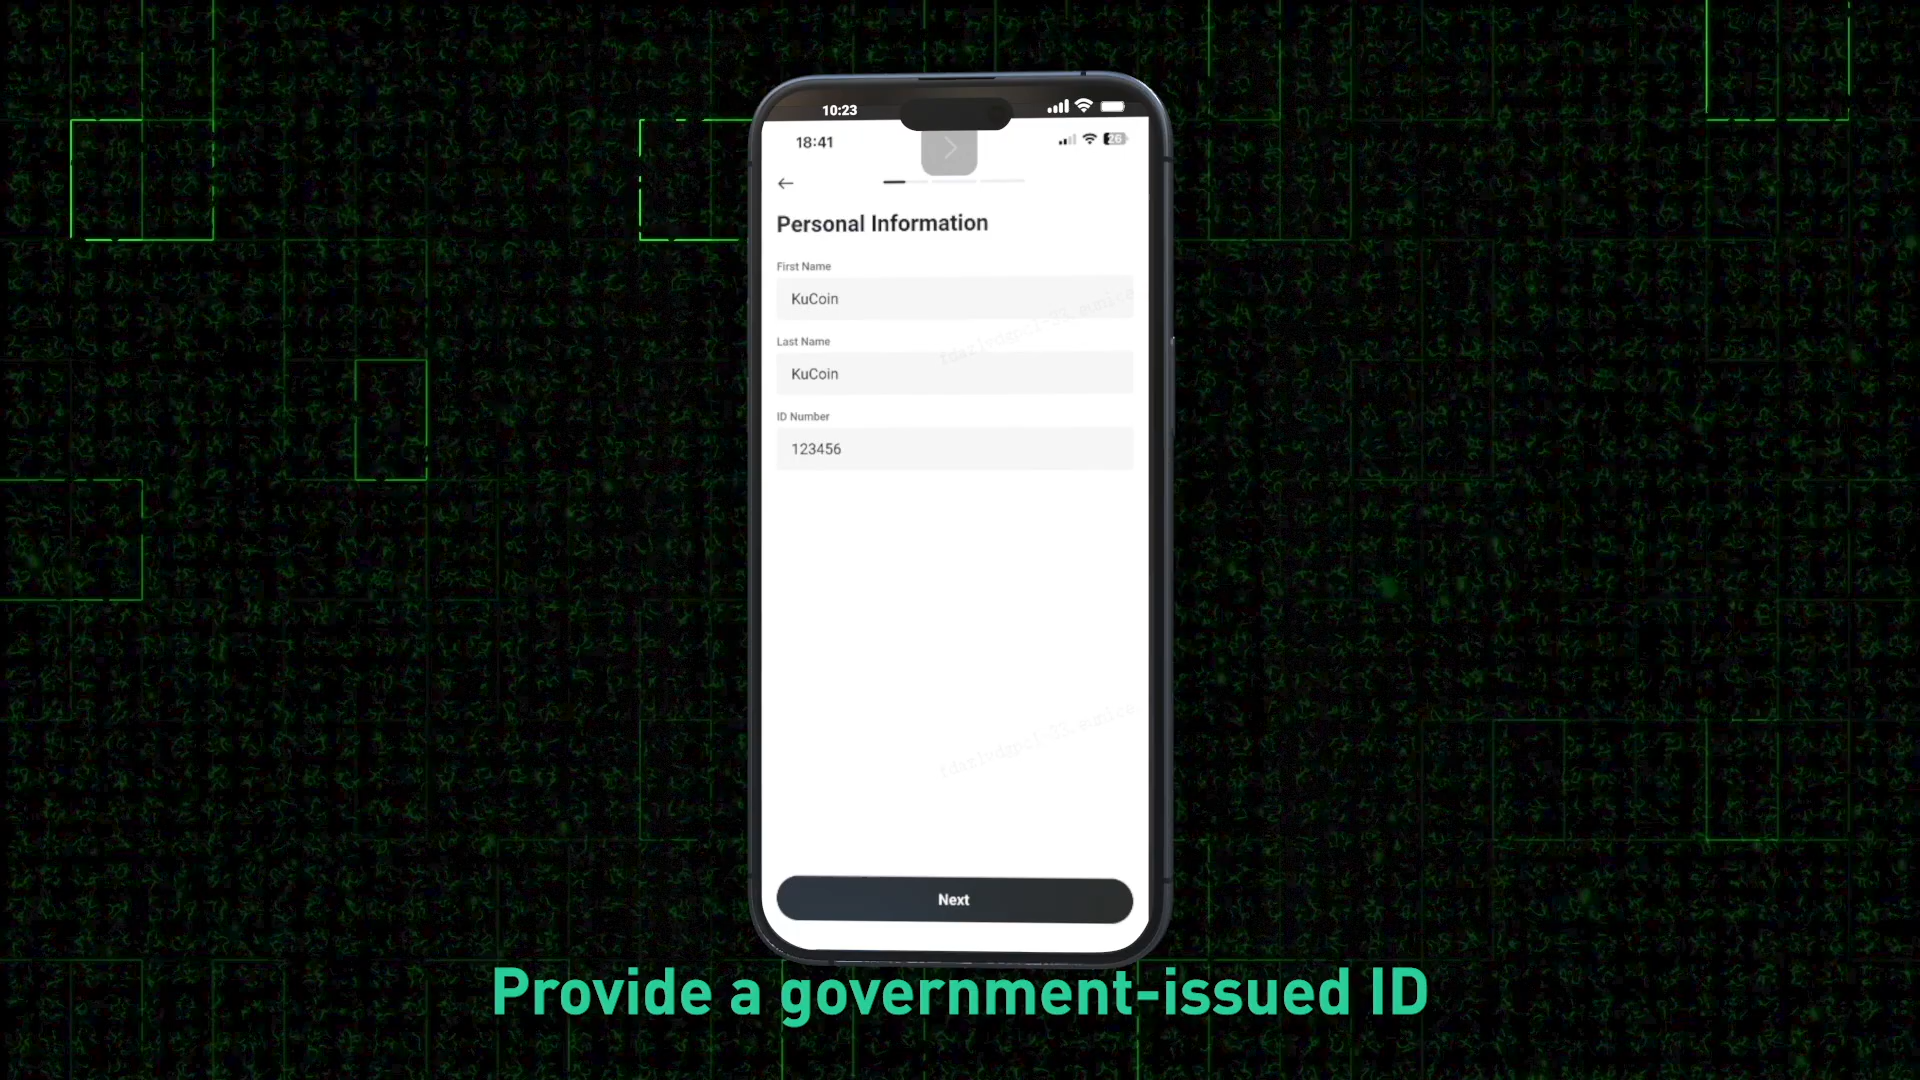 10:23
18:41
26
Personal Information
First Name
KuCoin
Last Name
KuCoin
ID Number
123456
Next
Provide a government-issued ID